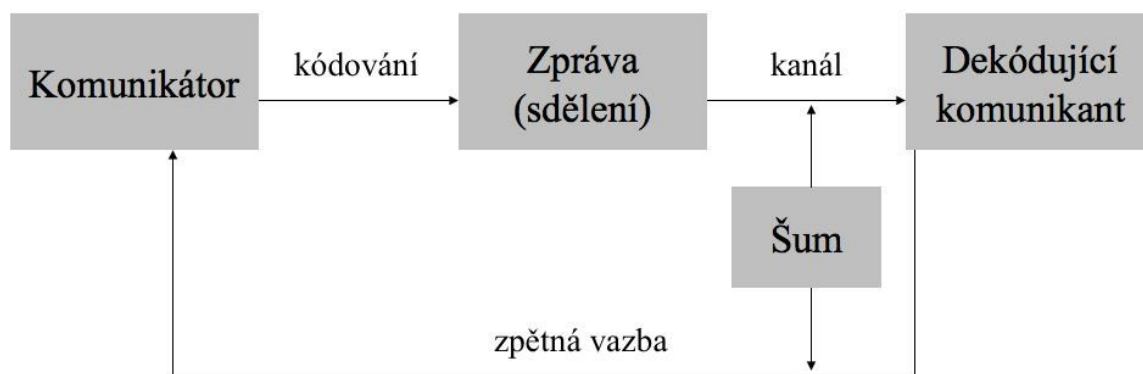 Komunikátor
kódování
Zpráva
(sdělení)
kanál
Dekódující
komunikant
Šum
zpětná vazba